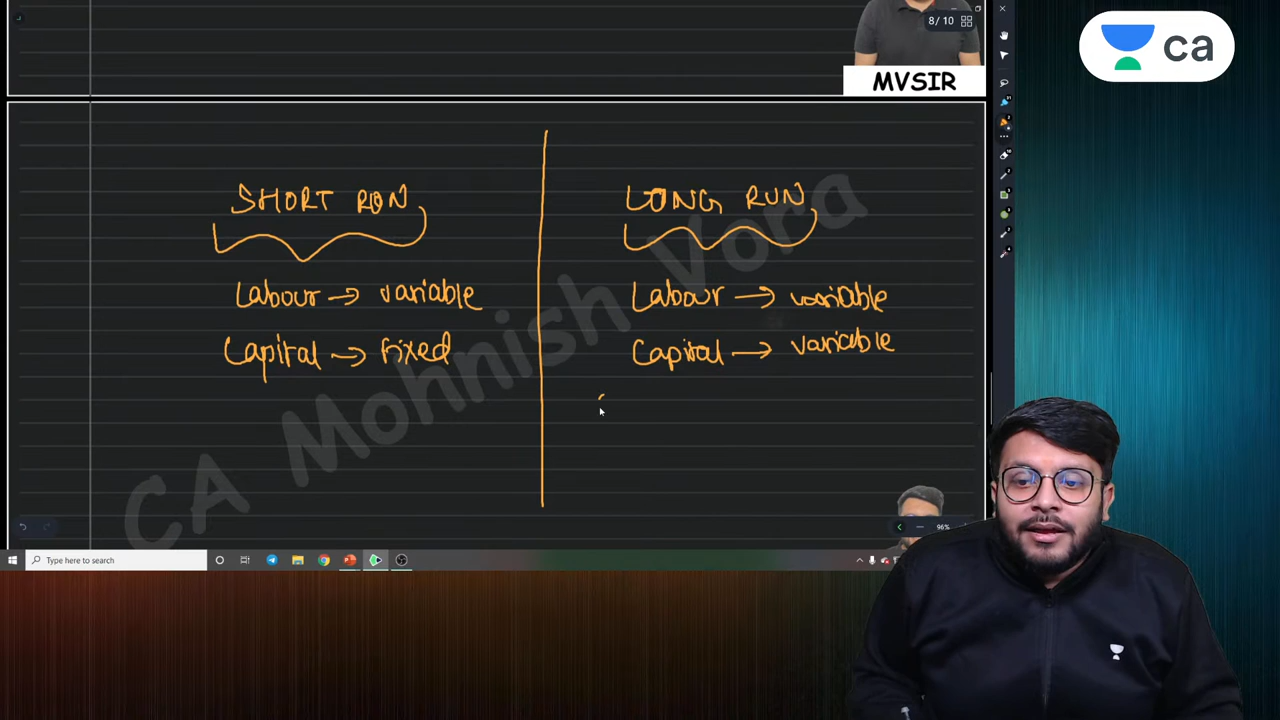 8/10
ca
MVSIR
SHORT RUN
Labour → variable
Capital → Fixed
LONG RUN
Labour → variable
Capital → variable
CA Mohnish Vora
96%
Type here to search